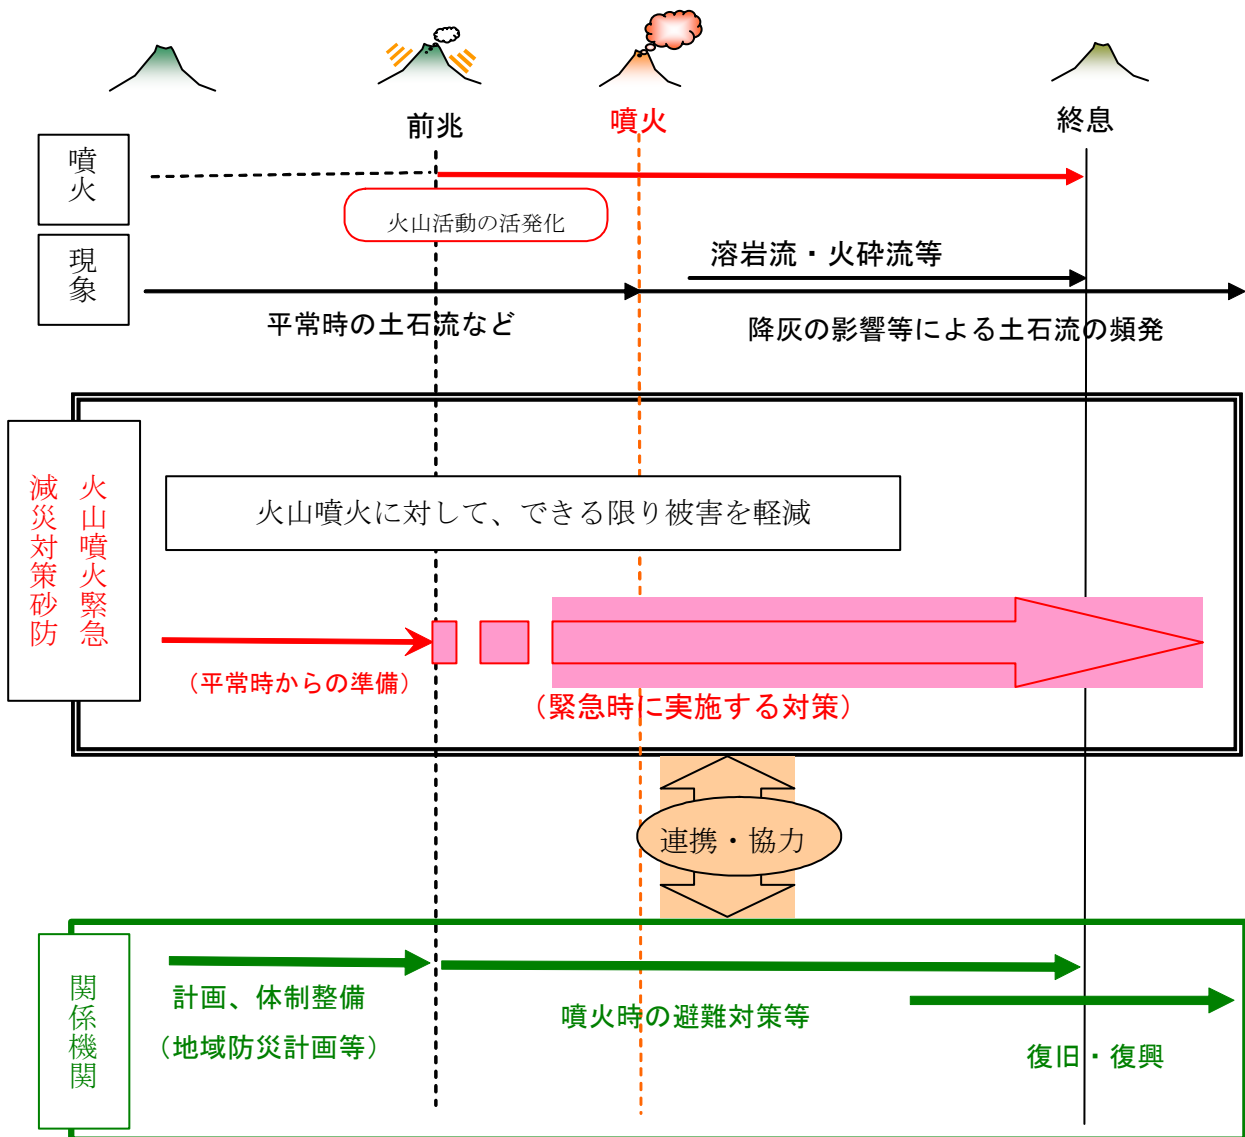 前兆
噴火
終息
噴火
火山活動の活発化
現象
溶岩流・火砕流等
平常時の土石流など
降灰の影響等による土石流の頻発
火山噴火緊急
減災対策砂防
火山噴火に対して、できる限り被害を軽減
（平常時からの準備）
（緊急時に実施する対策）
連携・協力
関係機関
計画、体制整備
（地域防災計画等）
噴火時の避難対策等
復旧・復興